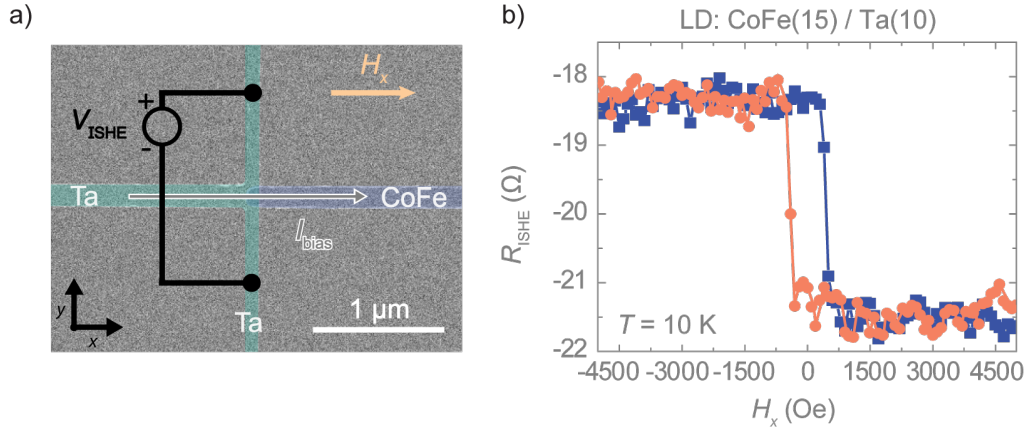 a)
H_x
+
V_ISHE
-
Ta
CoFe
I_bias
y
x
Ta
1 µm
b)
LD: CoFe(15) / Ta(10)
-18
-19
-20
-21
-22
R_ISHE (Ω)
T = 10 K
-4500 -3000 -1500 0 1500 3000 4500
H_x (Oe)